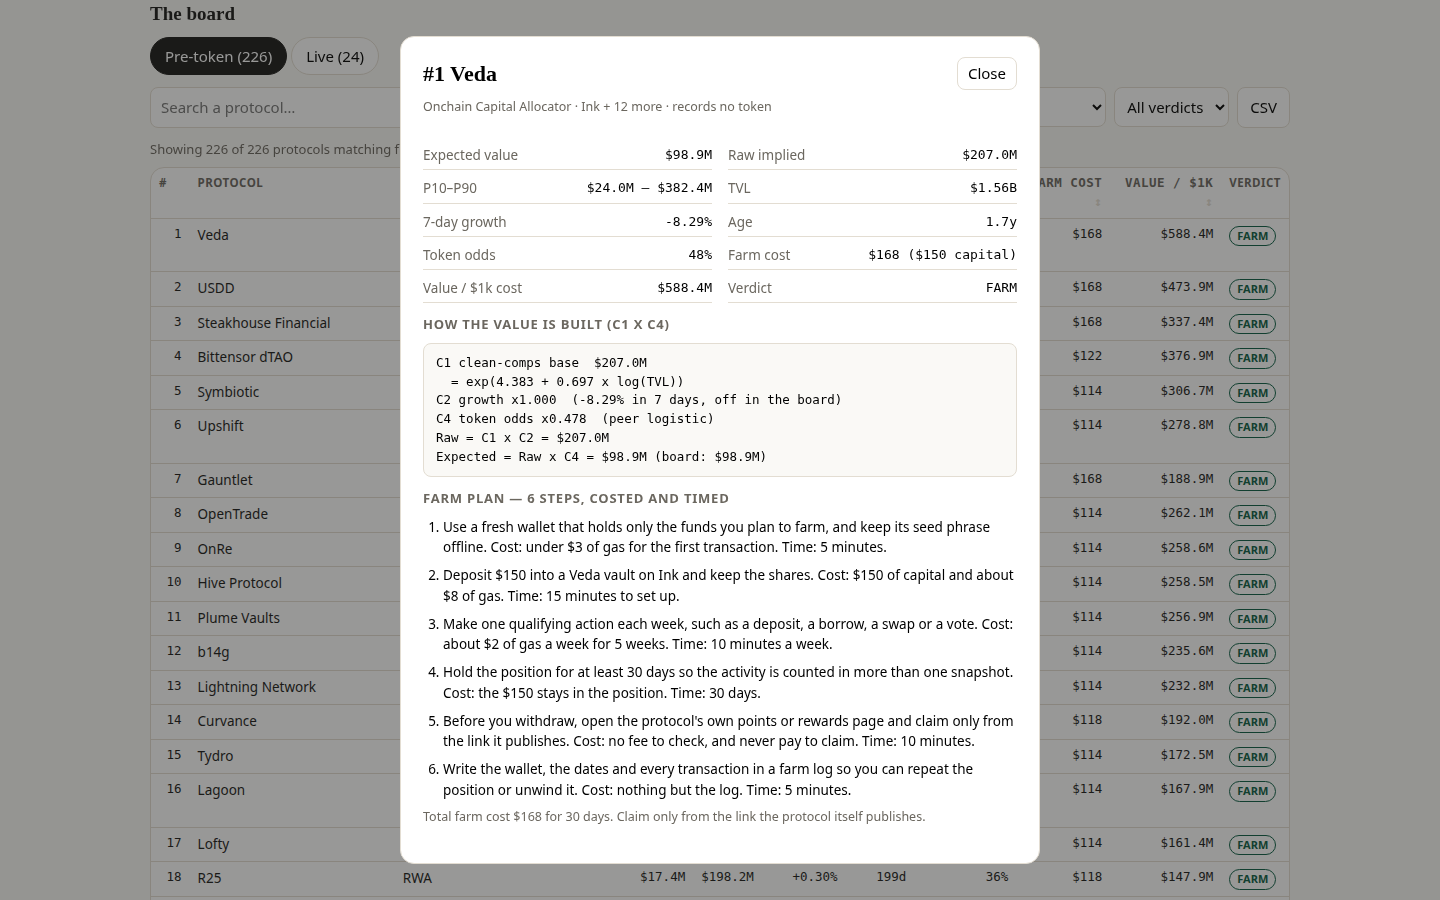 The board
Pre-token (226) Live (24)
Search a protocol... All verdicts CSV
Showing 226 of 226 protocols matching f
# PROTOCOL ARM COST VALUE / $1K VERDICT
1 Veda $168 $588.4M FARM
2 USDD $168 $473.9M FARM
3 Steakhouse Financial $168 $337.4M FARM
4 Bittensor dTAO $122 $376.9M FARM
5 Symbiotic $114 $306.7M FARM
6 Upshift $114 $278.8M FARM
7 Gauntlet $168 $188.9M FARM
8 OpenTrade $114 $262.1M FARM
9 OnRe $114 $258.6M FARM
10 Hive Protocol $114 $258.5M FARM
11 Plume Vaults $114 $256.9M FARM
12 b14g $114 $235.6M FARM
13 Lightning Network $114 $232.8M FARM
14 Curvance $118 $192.0M FARM
15 Tydro $114 $172.5M FARM
16 Lagoon $114 $167.9M FARM
17 Lofty $114 $161.4M FARM
18 R25 RWA $17.4M $198.2M +0.30% 199d 36% $118 $147.9M FARM
#1 Veda Close
Onchain Capital Allocator · Ink + 12 more · records no token
Expected value $98.9M Raw implied $207.0M
P10–P90 $24.0M – $382.4M TVL $1.56B
7-day growth -8.29% Age 1.7y
Token odds 48% Farm cost $168 ($150 capital)
Value / $1k cost $588.4M Verdict FARM
HOW THE VALUE IS BUILT (C1 X C4)
C1 clean-comps base $207.0M
= exp(4.383 + 0.697 x log(TVL))
C2 growth x1.000 (-8.29% in 7 days, off in the board)
C4 token odds x0.478 (peer logistic)
Raw = C1 x C2 = $207.0M
Expected = Raw x C4 = $98.9M (board: $98.9M)
FARM PLAN — 6 STEPS, COSTED AND TIMED
1. Use a fresh wallet that holds only the funds you plan to farm, and keep its seed phrase
offline. Cost: under $3 of gas for the first transaction. Time: 5 minutes.
2. Deposit $150 into a Veda vault on Ink and keep the shares. Cost: $150 of capital and about
$8 of gas. Time: 15 minutes to set up.
3. Make one qualifying action each week, such as a deposit, a borrow, a swap or a vote. Cost:
about $2 of gas a week for 5 weeks. Time: 10 minutes a week.
4. Hold the position for at least 30 days so the activity is counted in more than one snapshot.
Cost: the $150 stays in the position. Time: 30 days.
5. Before you withdraw, open the protocol's own points or rewards page and claim only from
the link it publishes. Cost: no fee to check, and never pay to claim. Time: 10 minutes.
6. Write the wallet, the dates and every transaction in a farm log so you can repeat the
position or unwind it. Cost: nothing but the log. Time: 5 minutes.
Total farm cost $168 for 30 days. Claim only from the link the protocol itself publishes.